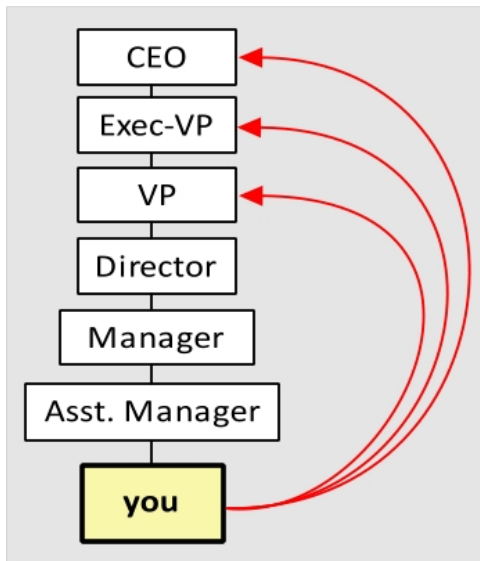 CEO
Exec-VP
VP
Director
Manager
Asst. Manager
you